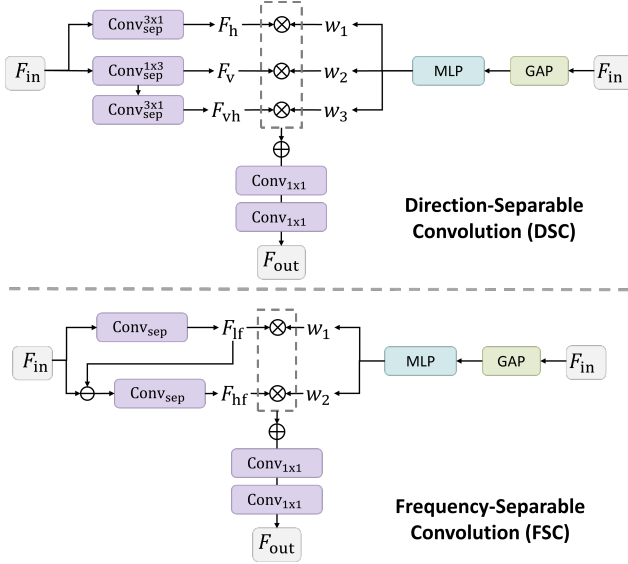 F_in Conv_sep^3x1 F_h ⊗ w_1
Conv_sep^1x3 F_v ⊗ w_2 MLP GAP F_in
Conv_sep^3x1 F_vh ⊗ w_3
⊕
Conv_1x1
Conv_1x1
F_out
Direction-Separable
Convolution (DSC)
F_in Conv_sep F_lf ⊗ w_1
MLP GAP F_in
⊖ Conv_sep F_hf ⊗ w_2
⊕
Conv_1x1
Conv_1x1
F_out
Frequency-Separable
Convolution (FSC)